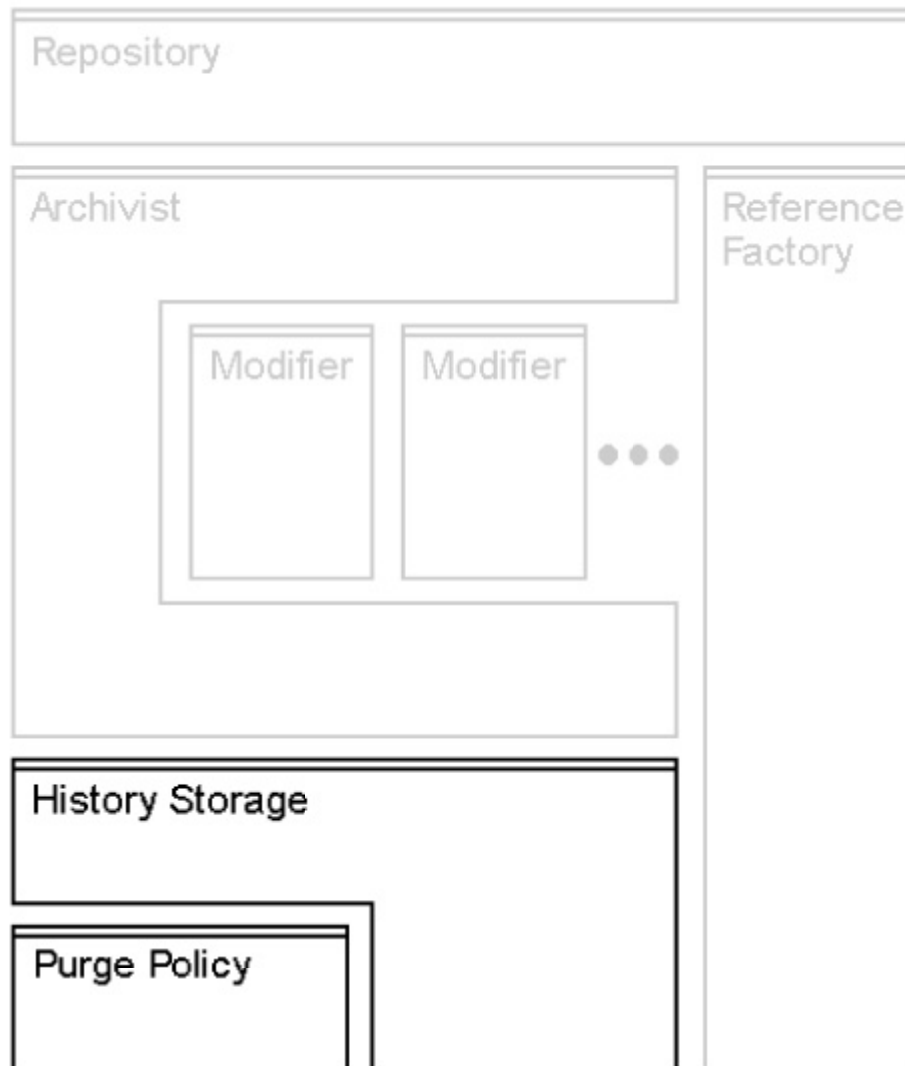 Repository
Archivist
Reference
Factory
Modifier
Modifier
History Storage
Purge Policy